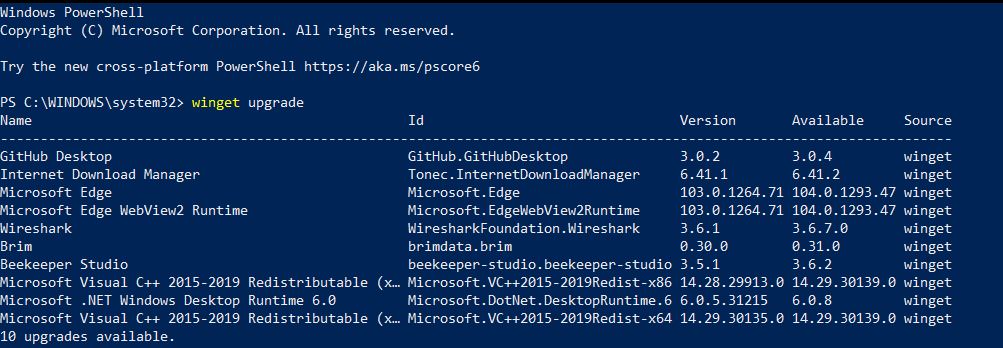 Windows PowerShell
Copyright (C) Microsoft Corporation. All rights reserved.
Try the new cross-platform PowerShell https://aka.ms/pscore6
PS C:\WINDOWS\system32> winget upgrade
Name Id Version Available Source
--------------------------------------------------------------------------------------------------------------
GitHub Desktop GitHub.GitHubDesktop 3.0.2 3.0.4 winget
Internet Download Manager Tonec.InternetDownloadManager 6.41.1 6.41.2 winget
Microsoft Edge Microsoft.Edge 103.0.1264.71 104.0.1293.47 winget
Microsoft Edge WebView2 Runtime Microsoft.EdgeWebView2Runtime 103.0.1264.71 104.0.1293.47 winget
Wireshark WiresharkFoundation.Wireshark 3.6.1 3.6.7.0 winget
Brim brimdata.brim 0.30.0 0.31.0 winget
Beekeeper Studio beekeeper-studio.beekeeper-studio 3.5.1 3.6.2 winget
Microsoft Visual C++ 2015-2019 Redistributable (x… Microsoft.VC++2015-2019Redist-x86 14.28.29913.0 14.29.30139.0 winget
Microsoft .NET Windows Desktop Runtime 6.0 Microsoft.DotNet.DesktopRuntime.6 6.0.5.31215 6.0.8 winget
Microsoft Visual C++ 2015-2019 Redistributable (x… Microsoft.VC++2015-2019Redist-x64 14.29.30135.0 14.29.30139.0 winget
10 upgrades available.